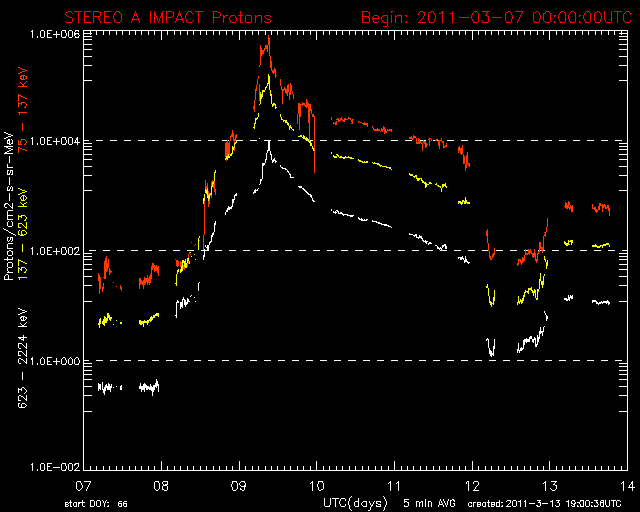 STEREO A IMPACT Protons Begin: 2011-03-07 00:00:00UTC
1.0E+006
1.0E+004
1.0E+002
1.0E+000
1.0E-002
Protons/cm2-s-sr-MeV
75 - 137 keV
137 - 623 keV
623 - 2224 keV
07 08 09 10 11 12 13 14
start DOY: 66 UTC(days) 5 min AVG created:2011-3-13 19:00:36UTC